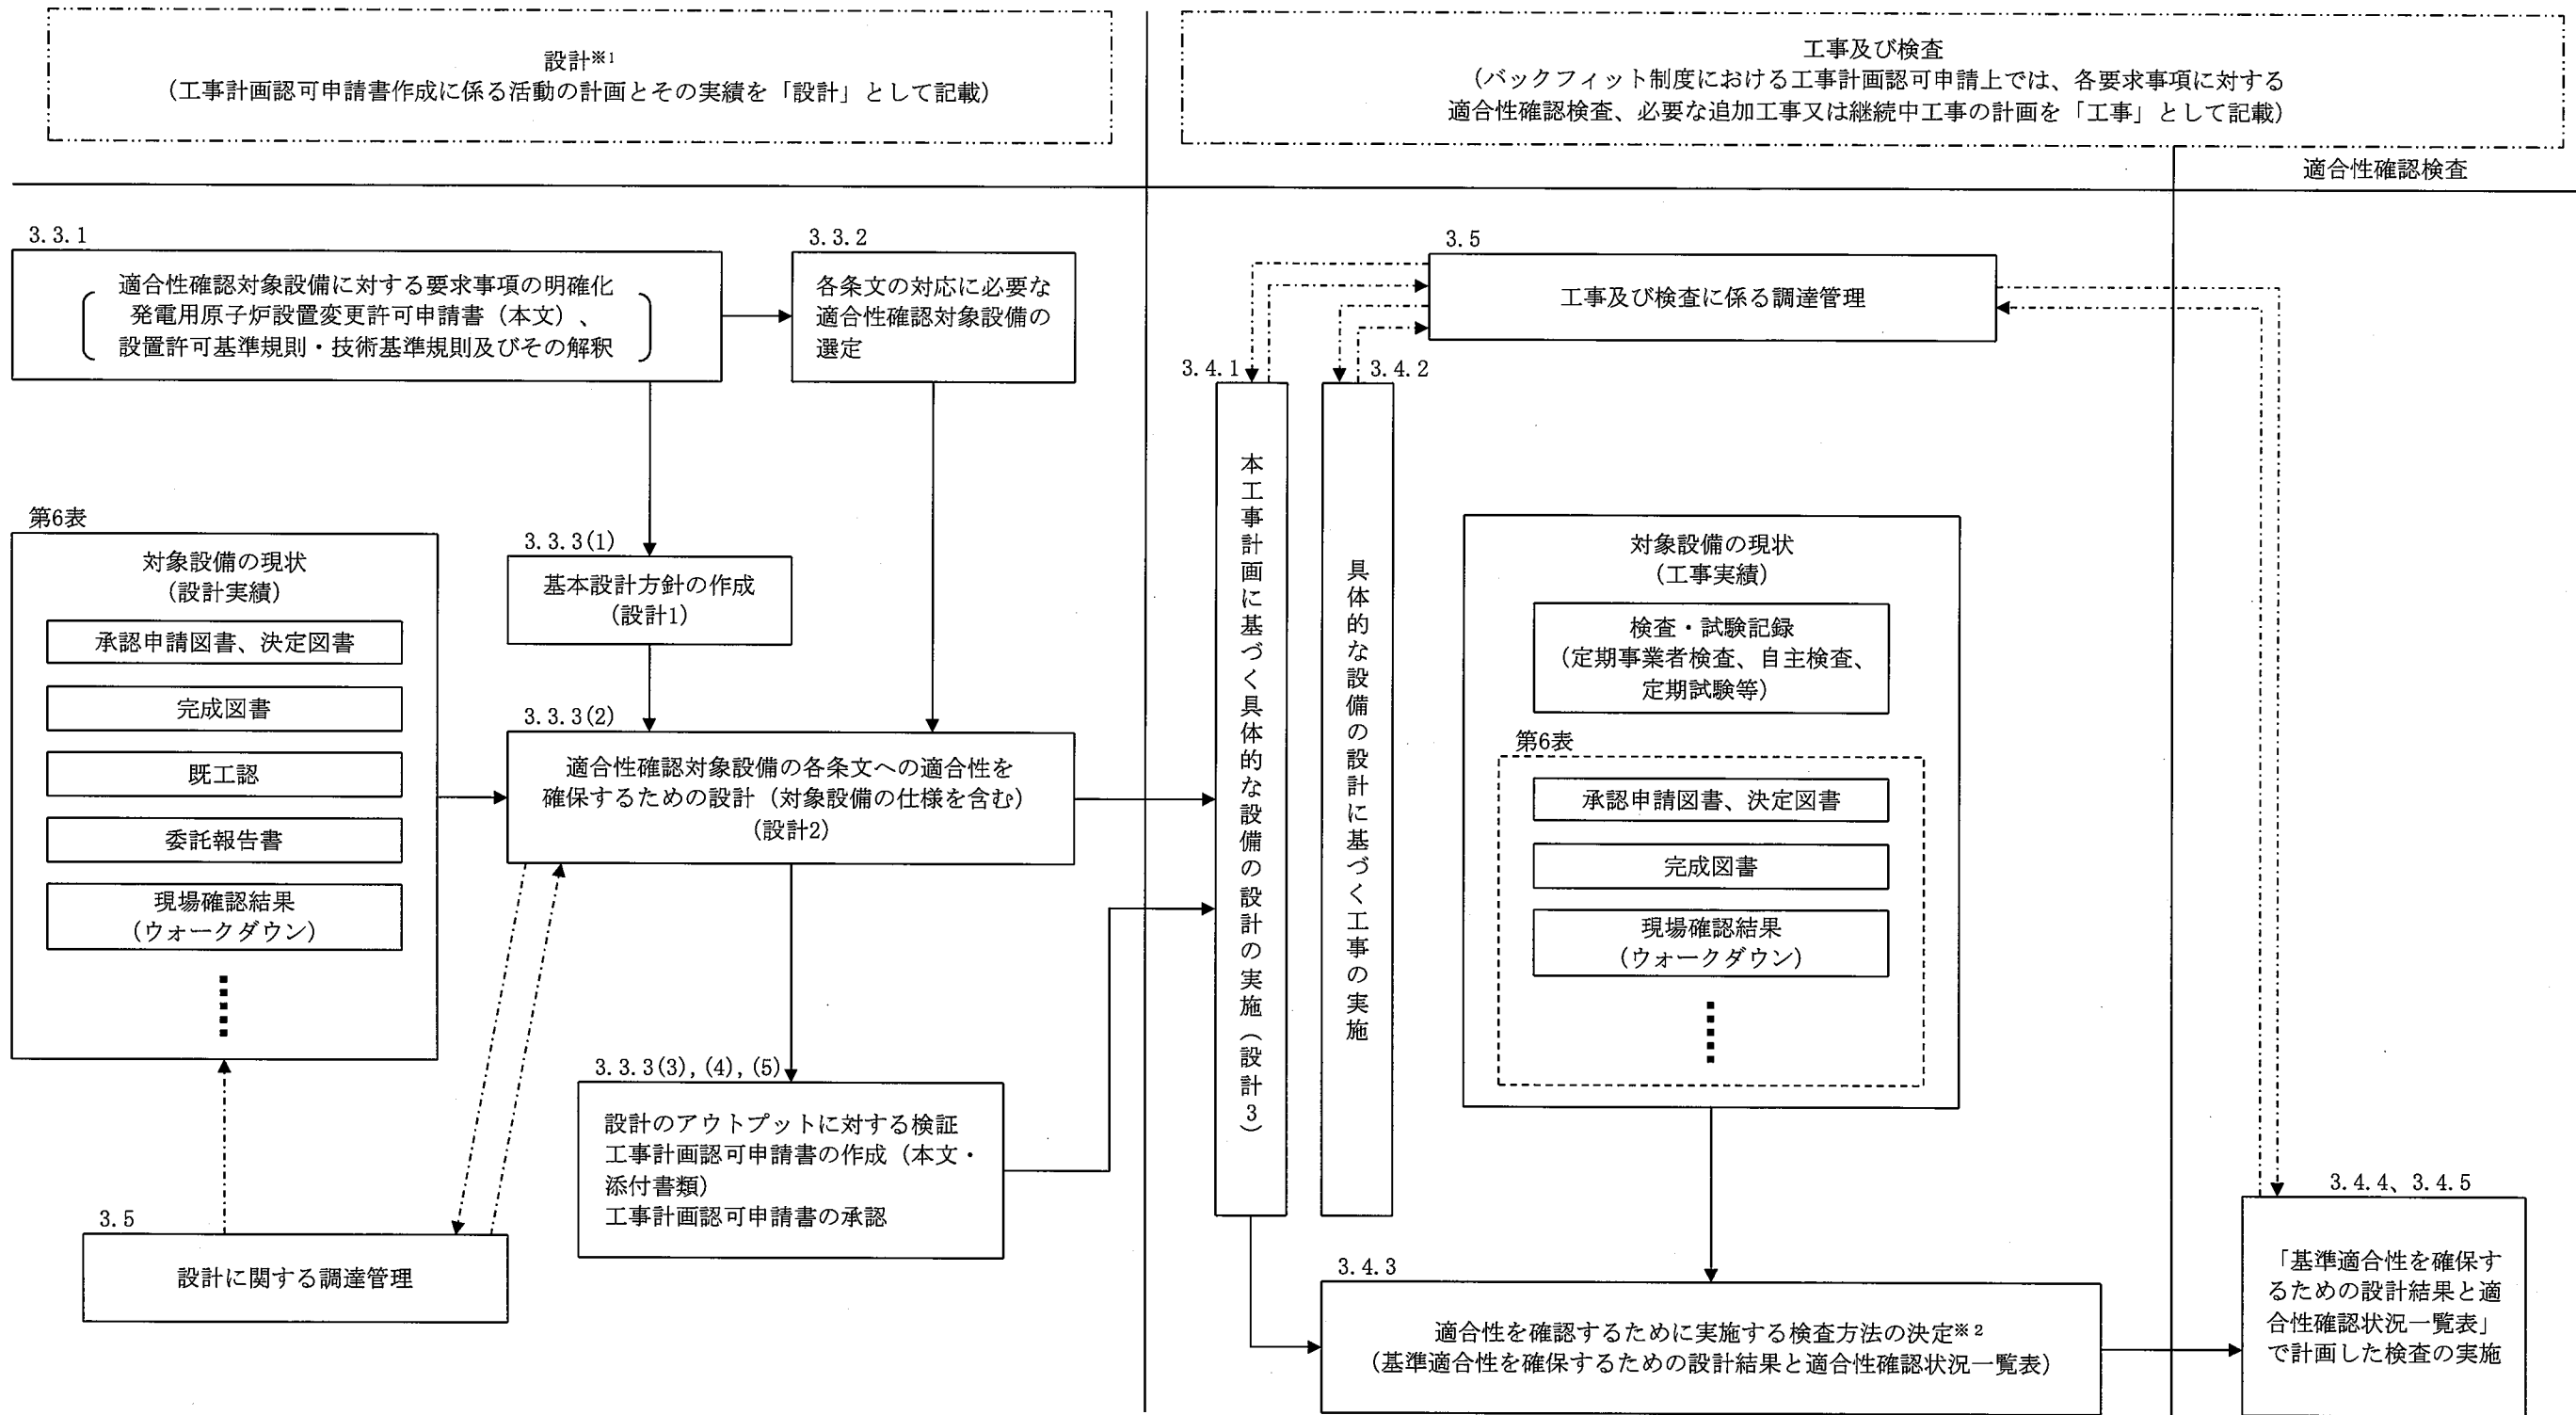 設計※1
（工事計画認可申請書作成に係る活動の計画とその実績を「設計」として記載）
工事及び検査
（バックフィット制度における工事計画認可申請上では、各要求事項に対する
適合性確認検査、必要な追加工事又は継続中工事の計画を「工事」として記載）
適合性確認検査
3.3.1
適合性確認対象設備に対する要求事項の明確化
発電用原子炉設置変更許可申請書（本文）、
設置許可基準規則・技術基準規則及びその解釈
3.3.2
各条文の対応に必要な
適合性確認対象設備の
選定
第6表
対象設備の現状
（設計実績）
承認申請図書、決定図書
完成図書
既工認
委託報告書
現場確認結果
（ウォークダウン）
3.3.3(1)
基本設計方針の作成
（設計1）
3.3.3(2)
適合性確認対象設備の各条文への適合性を
確保するための設計（対象設備の仕様を含む）
（設計2）
3.3.3(3),(4),(5)
設計のアウトプットに対する検証
工事計画認可申請書の作成（本文・
添付書類）
工事計画認可申請書の承認
3.5
設計に関する調達管理
3.5
工事及び検査に係る調達管理
3.4.1
本工事計画に基づく具体的な設備の設計の実施（設計3）
3.4.2
具体的な設備の設計に基づく工事の実施
対象設備の現状
（工事実績）
検査・試験記録
（定期事業者検査、自主検査、
定期試験等）
第6表
承認申請図書、決定図書
完成図書
現場確認結果
（ウォークダウン）
3.4.3
適合性を確認するために実施する検査方法の決定※2
（基準適合性を確保するための設計結果と適合性確認状況一覧表）
3.4.4、3.4.5
「基準適合性を確保す
るための設計結果と適
合性確認状況一覧表」
で計画した検査の実施